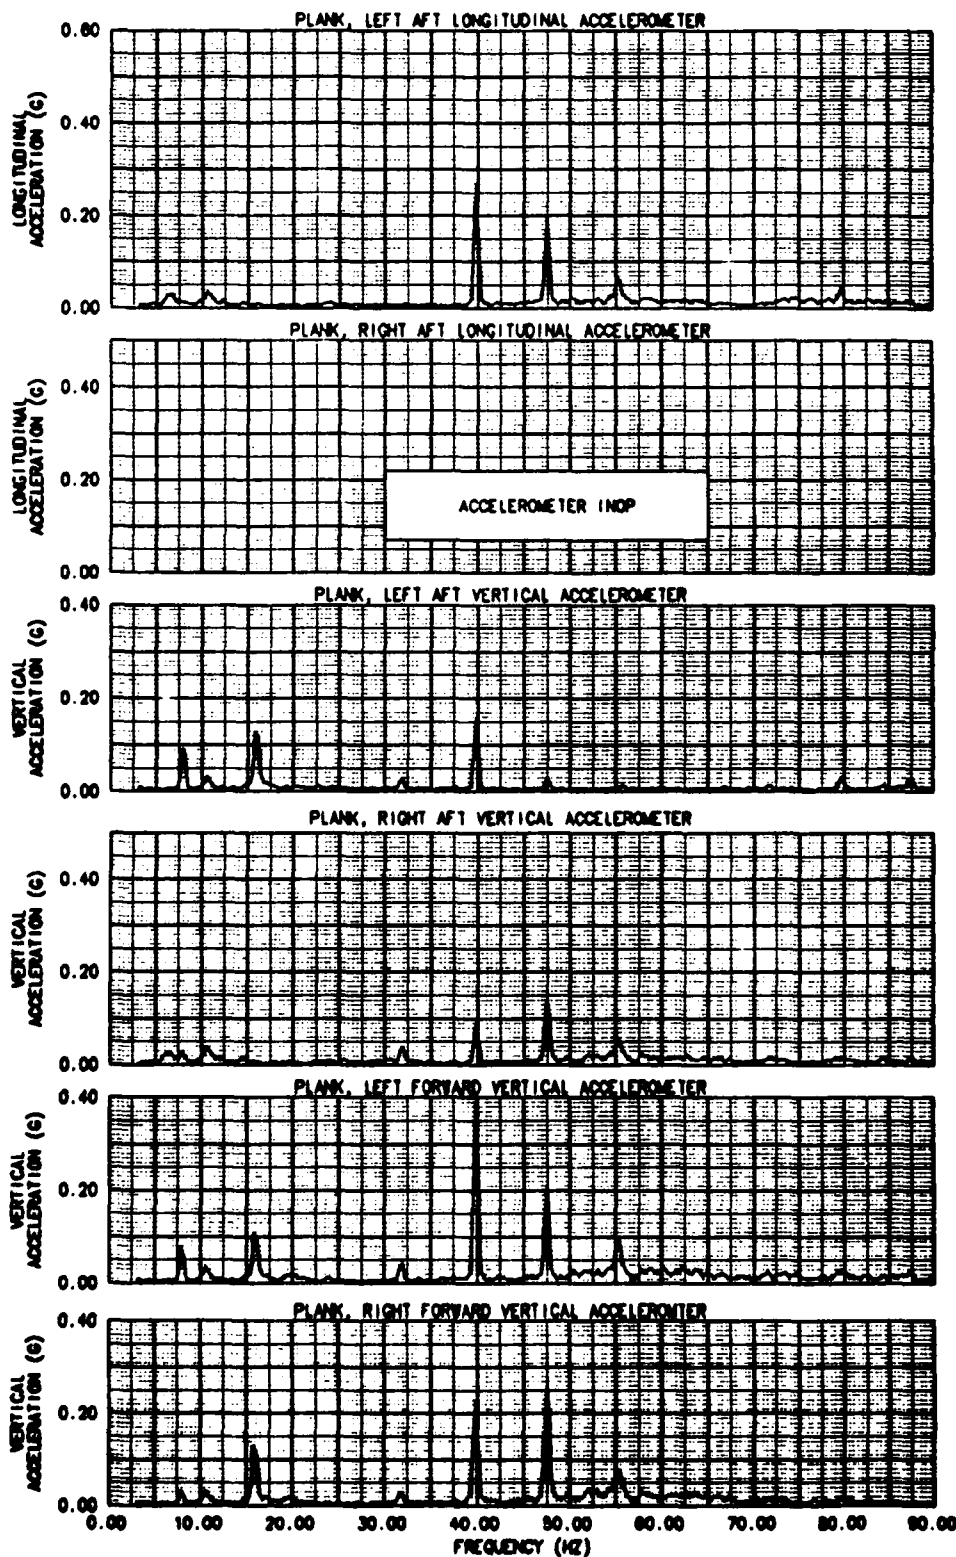 PLANK, LEFT AFT LONGITUDINAL ACCELEROMETER
LONGITUDINAL
ACCELERATION (G)
0.60
0.40
0.20
0.00
PLANK, RIGHT AFT LONGITUDINAL ACCELEROMETER
LONGITUDINAL
ACCELERATION (G)
0.40
0.20
0.00
ACCELEROMETER INOP
PLANK, LEFT AFT VERTICAL ACCELEROMETER
VERTICAL
ACCELERATION (G)
0.40
0.20
0.00
PLANK, RIGHT AFT VERTICAL ACCELEROMETER
VERTICAL
ACCELERATION (G)
0.40
0.20
0.00
PLANK, LEFT FORWARD VERTICAL ACCELEROMETER
VERTICAL
ACCELERATION (G)
0.40
0.20
0.00
PLANK, RIGHT FORWARD VERTICAL ACCELEROMTER
VERTICAL
ACCELERATION (G)
0.40
0.20
0.00
0.00 10.00 20.00 30.00 40.00 50.00 60.00 70.00 80.00 90.00
FREQUENCY (HZ)